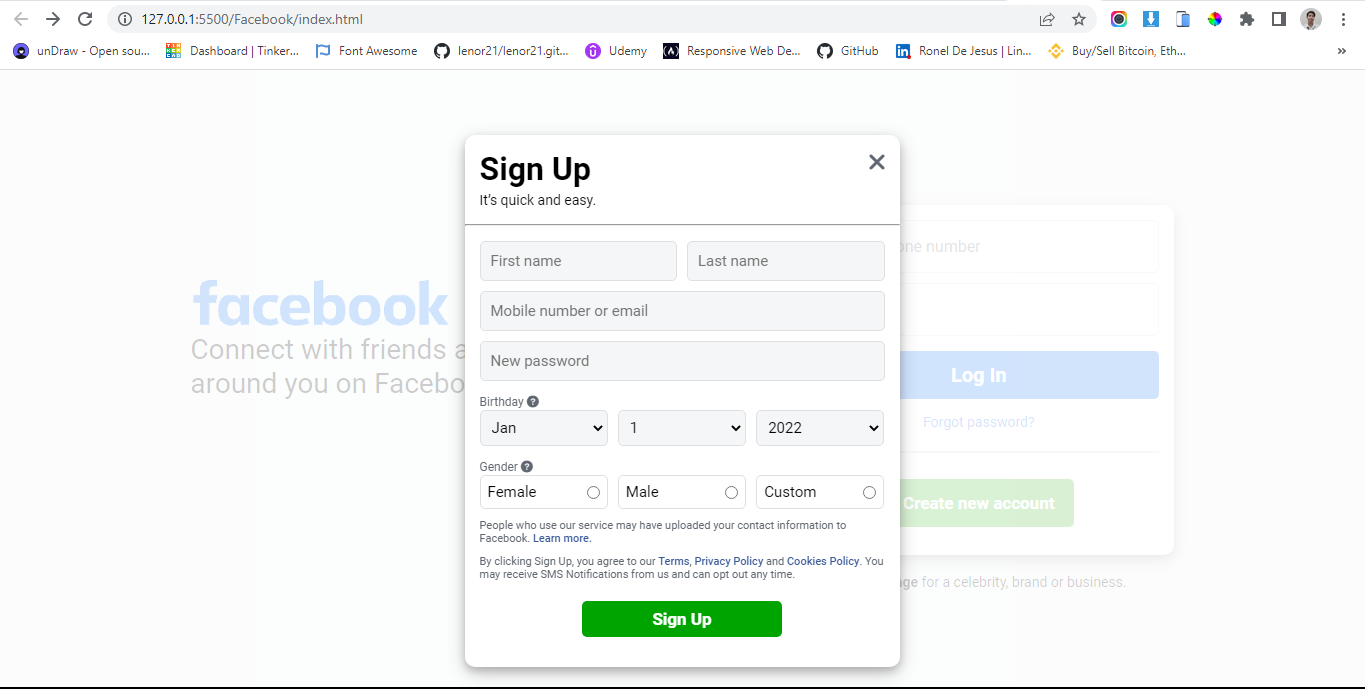 127.0.0.1:5500/Facebook/index.html
unDraw - Open sou... Dashboard | Tinker... Font Awesome lenor21/lenor21.git... Udemy Responsive Web De... GitHub Ronel De Jesus | Lin... Buy/Sell Bitcoin, Eth... »
Sign Up
It's quick and easy.
First name Last name
Mobile number or email
New password
Birthday ?
Jan 1 2022
Gender ?
Female Male Custom
People who use our service may have uploaded your contact information to
Facebook. Learn more.
By clicking Sign Up, you agree to our Terms, Privacy Policy and Cookies Policy. You
may receive SMS Notifications from us and can opt out any time.
Sign Up
facebook
Connect with friends a
around you on Facebo
number
Log In
Forgot password?
Create new account
for a celebrity, brand or business.